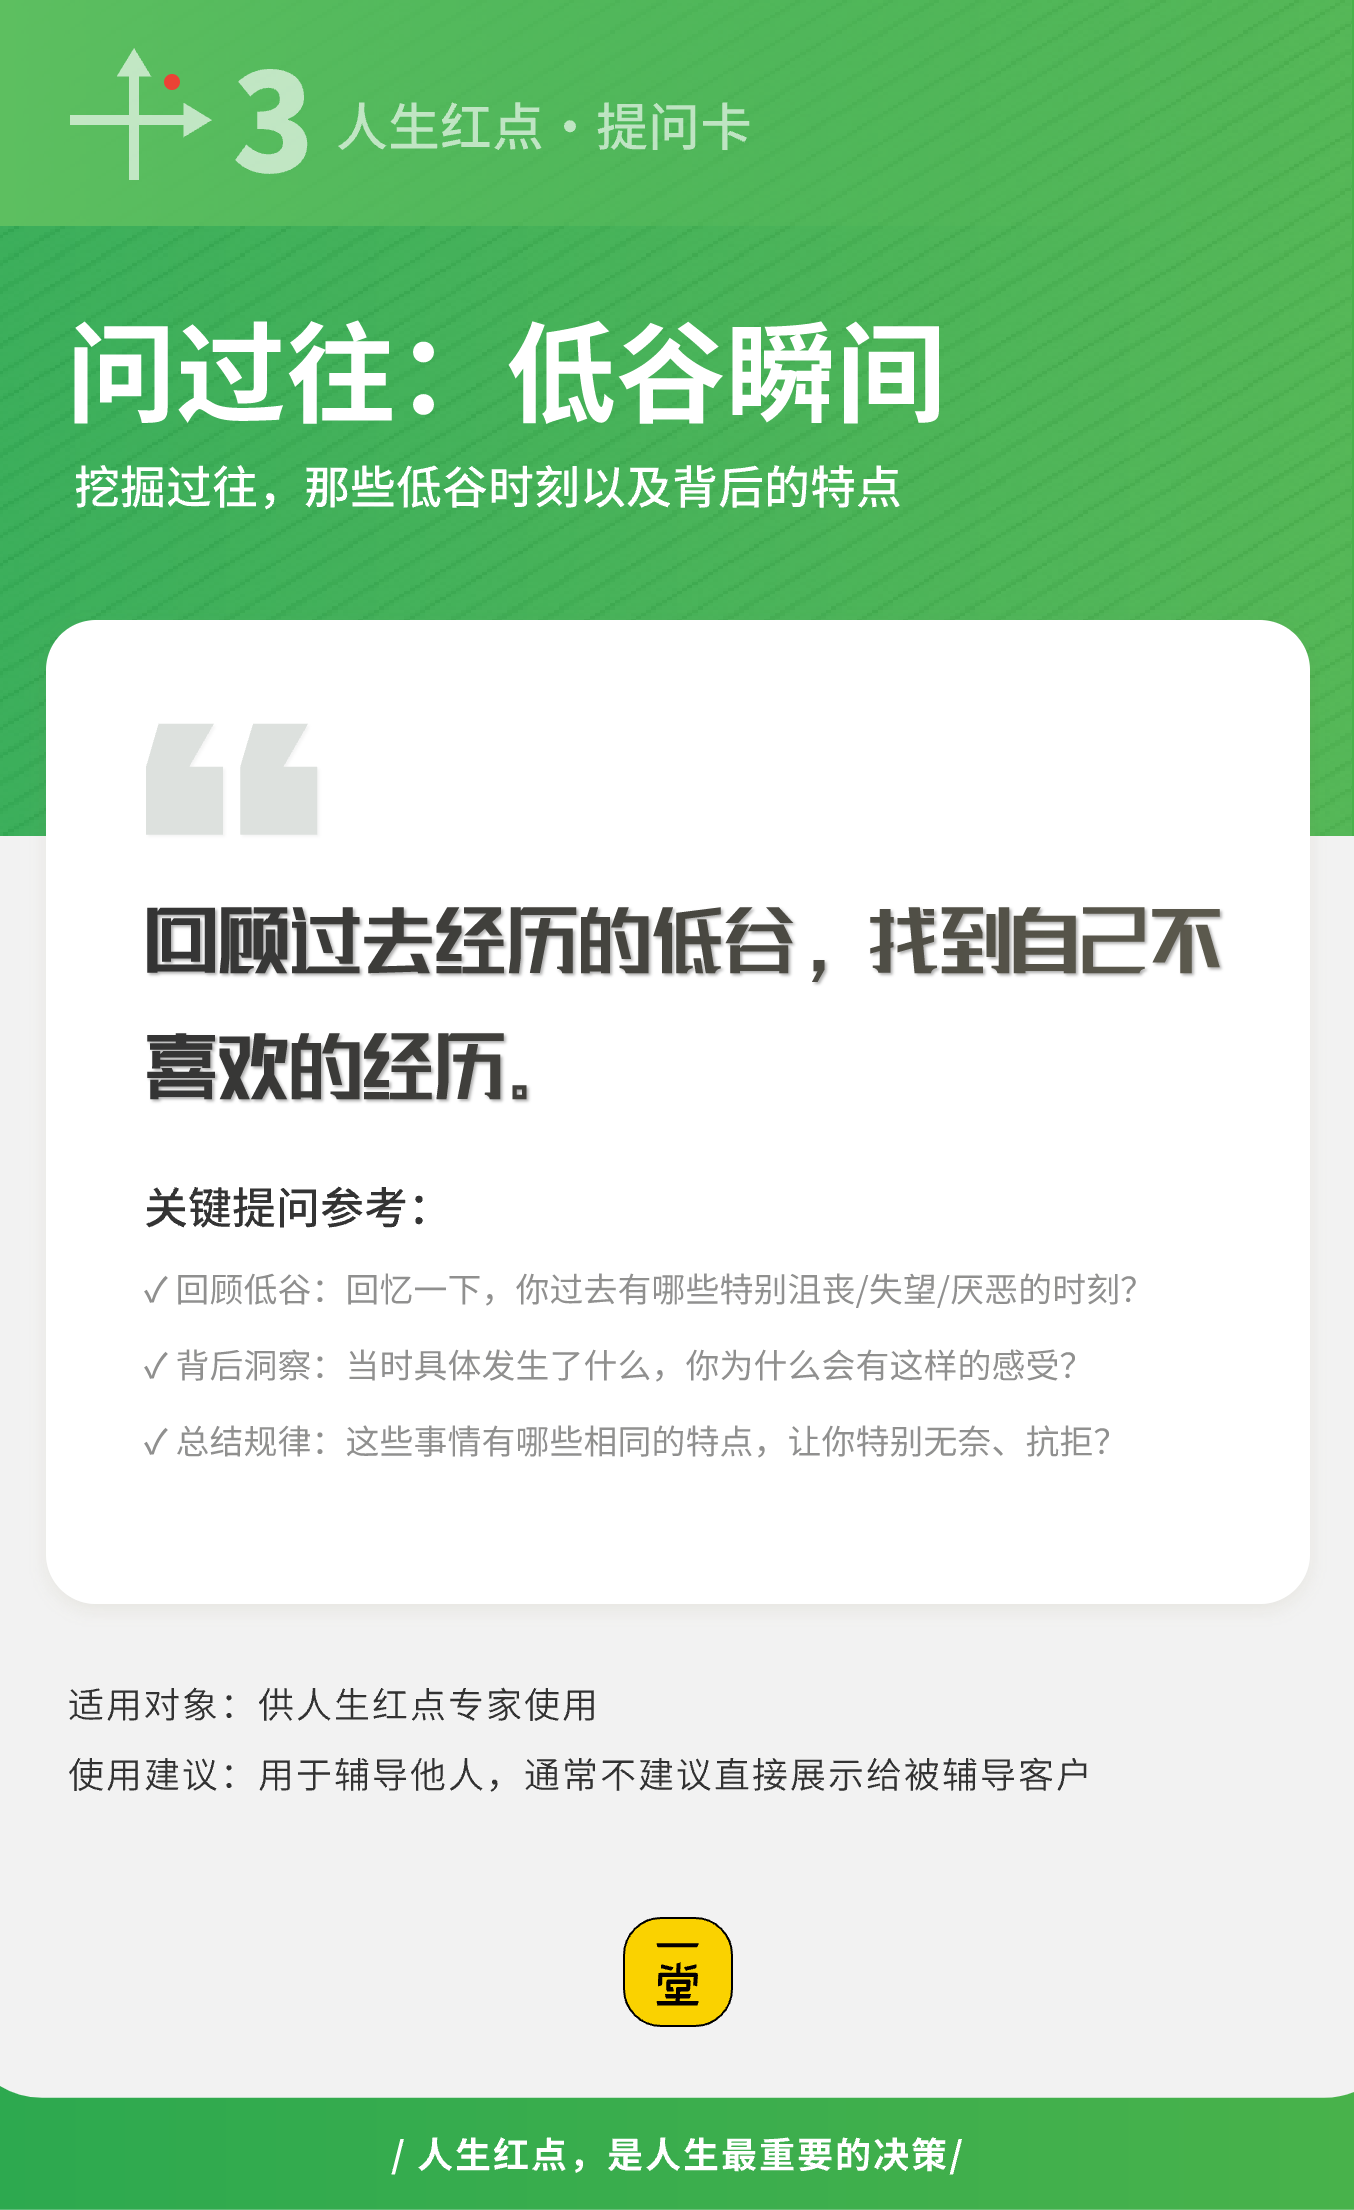 3 人生红点·提问卡
问过往：低谷瞬间
挖掘过往，那些低谷时刻以及背后的特点
回顾过去经历的低谷，找到自己不
喜欢的经历。
关键提问参考：
✓回顾低谷：回忆一下，你过去有哪些特别沮丧/失望/厌恶的时刻？
✓背后洞察：当时具体发生了什么，你为什么会有这样的感受？
✓总结规律：这些事情有哪些相同的特点，让你特别无奈、抗拒？
适用对象：供人生红点专家使用
使用建议：用于辅导他人，通常不建议直接展示给被辅导客户
一
堂
/ 人生红点，是人生最重要的决策/